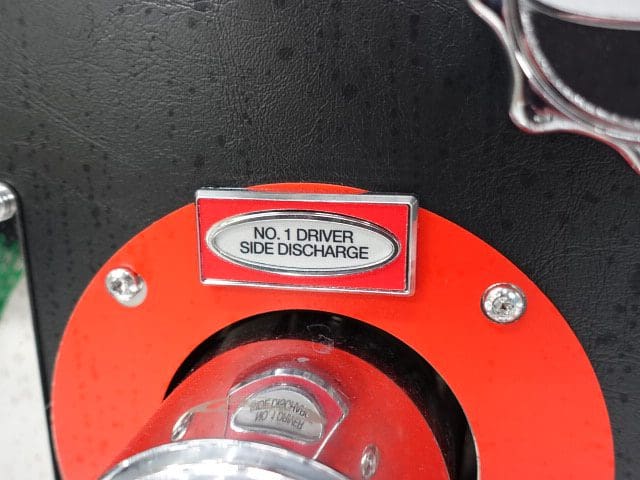 NO. 1 DRIVER
SIDE DISCHARGE